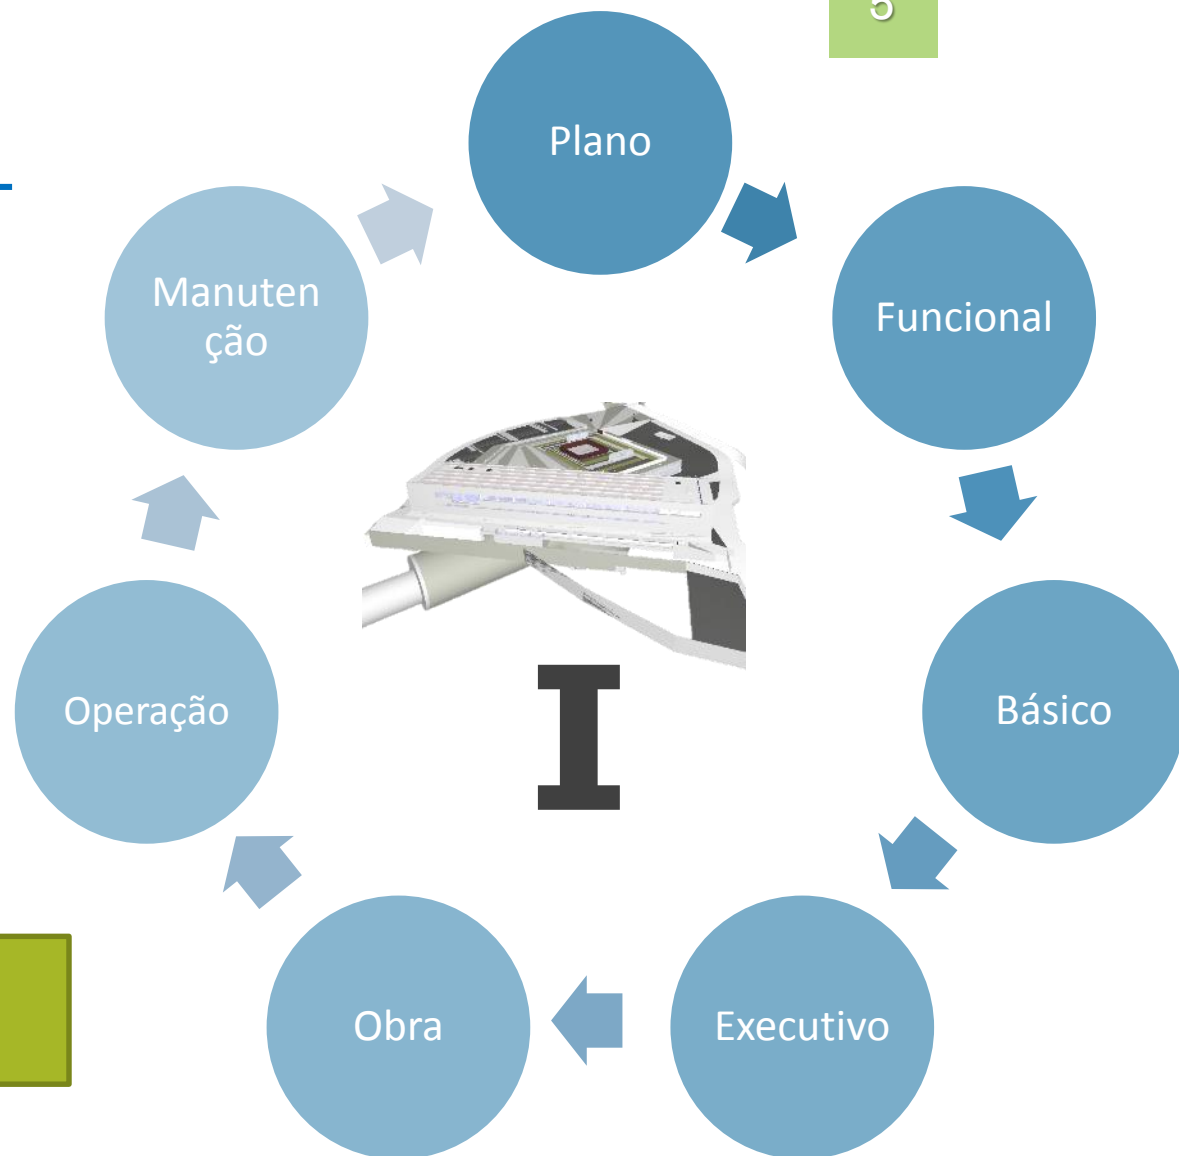 5
Plano
Funcional
Básico
Executivo
Obra
Operação
Manuten
ção
I